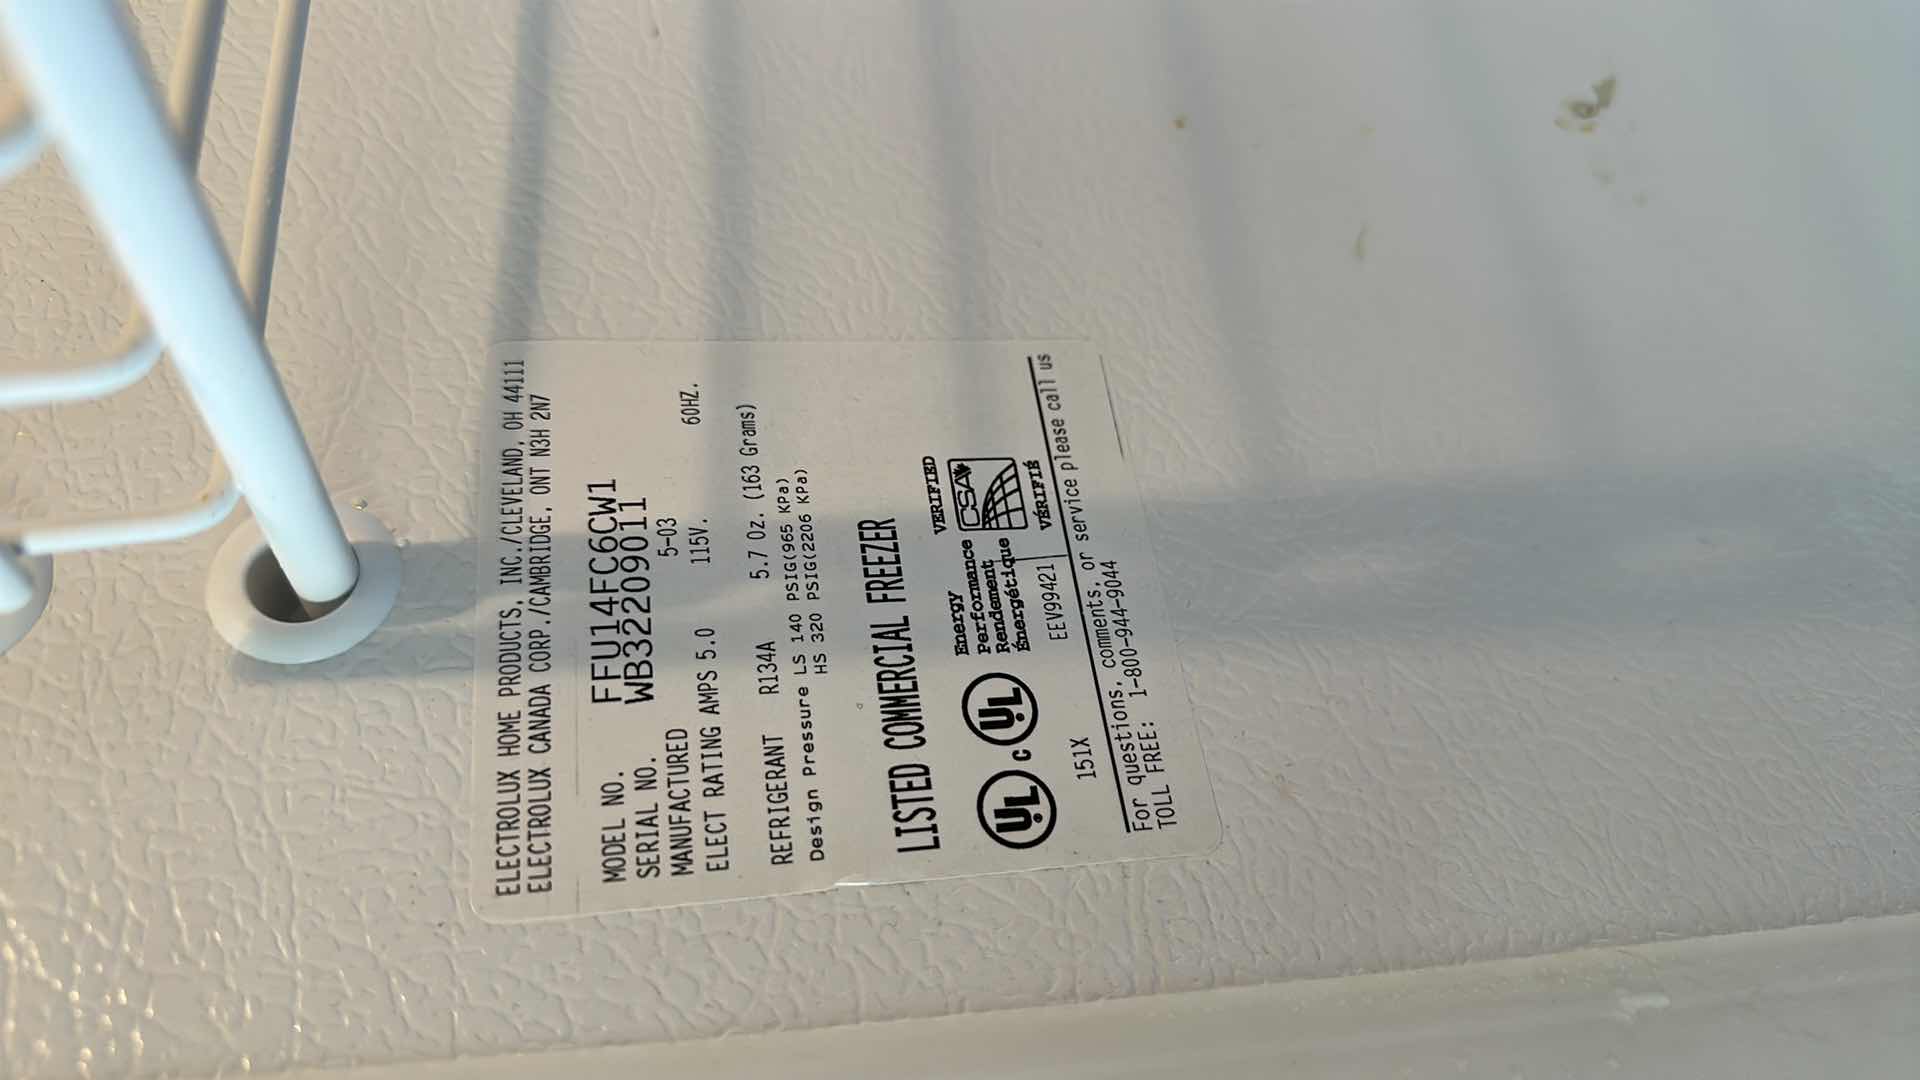 ELECTROLUX HOME PRODUCTS, INC./CLEVELAND, OH 44111
ELECTROLUX CANADA CORP./CAMBRIDGE, ONT N3H 2N7
MODEL NO. FFU14FC6CW1
SERIAL NO. WB32209011
MANUFACTURED 5-03
ELECT RATING AMPS 5.0 115V. 60HZ.
REFRIGERANT R134A 5.7 Oz. (163 Grams)
Design Pressure LS 140 PSIG(965 KPa)
HS 320 PSIG(2206 KPa)
LISTED COMMERCIAL FREEZER
UL c UL
Energy
Performance
Rendement
Énergétique
VERIFIED
CSA
VÉRIFIÉ
151X
EEV99421
For questions, comments, or service please call us
TOLL FREE: 1-800-944-9044